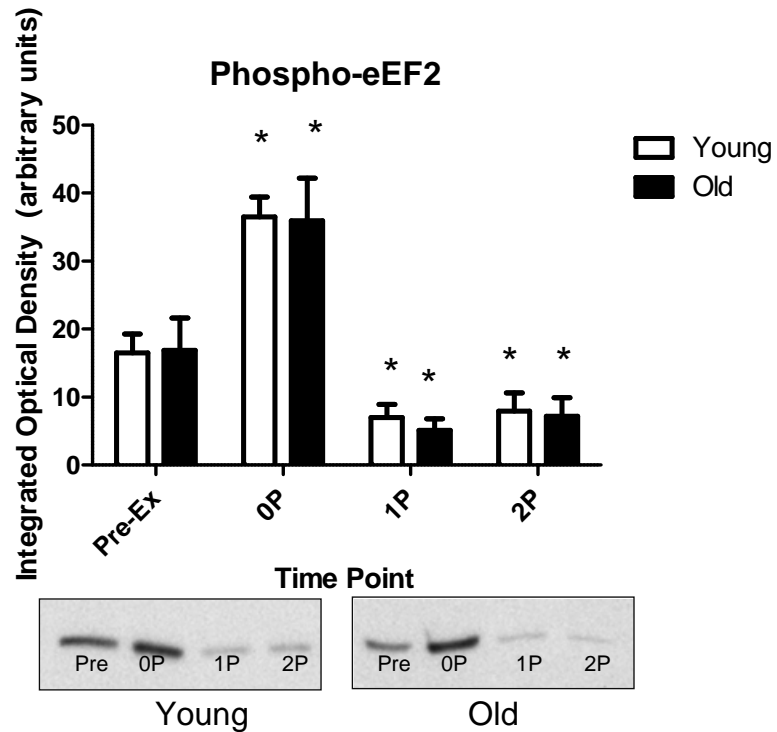 Phospho-eEF2
Integrated Optical Density (arbitrary units)
50
40
30
20
10
0
* *
* *
* *
Young
Old
Pre-Ex 0P 1P 2P
Time Point
Pre 0P 1P 2P
Pre 0P 1P 2P
Young Old